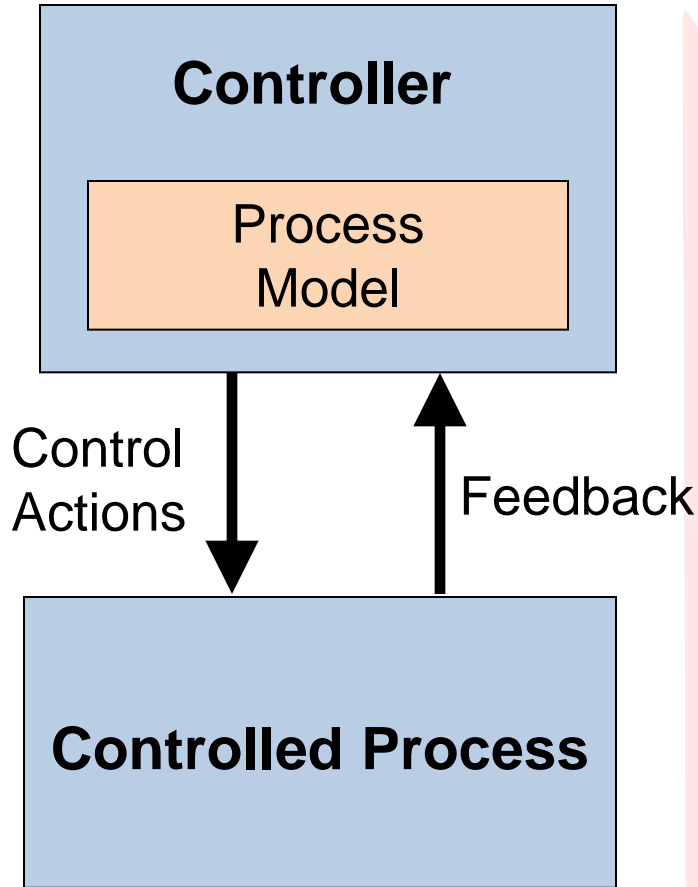 Controller
Process
Model
Control
Actions
Feedback
Controlled Process